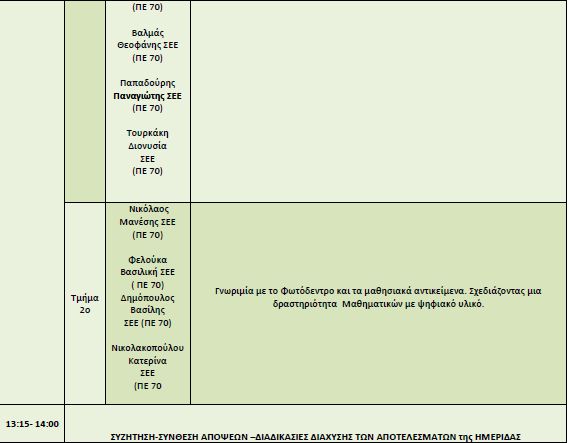 (ΠΕ 70)
Βαλμάς
Θεοφάνης ΣΕΕ
(ΠΕ 70)
Παπαδούρης
Παναγιώτης ΣΕΕ
(ΠΕ 70)
Τουρκάκη
Διονυσία
ΣΕΕ
(ΠΕ 70)
Τμήμα
2ο
Νικόλαος
Μανέσης ΣΕΕ
(ΠΕ 70)
Φελούκα
Βασιλική ΣΕΕ
( ΠΕ 70)
Δημόπουλος
Βασίλης
ΣΕΕ (ΠΕ 70)
Νικολακοπούλου
Κατερίνα
ΣΕΕ
(ΠΕ 70
Γνωριμία με το Φωτόδεντρο και τα μαθησιακά αντικείμενα. Σχεδιάζοντας μια
δραστηριότητα Μαθηματικών με ψηφιακό υλικό.
13:15- 14:00
ΣΥΖΗΤΗΣΗ-ΣΥΝΘΕΣΗ ΑΠΟΨΕΩΝ –ΔΙΑΔΙΚΑΣΙΕΣ ΔΙΑΧΥΣΗΣ ΤΩΝ ΑΠΟΤΕΛΕΣΜΑΤΩΝ της ΗΜΕΡΙΔΑΣ